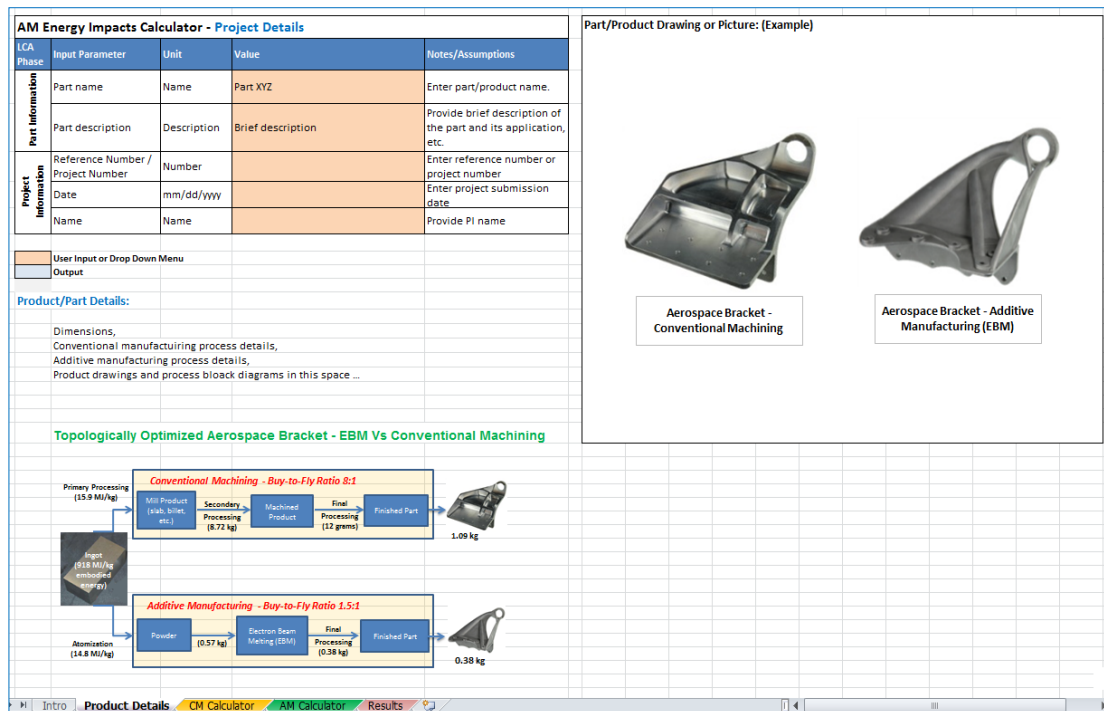 AM Energy Impacts Calculator - Project Details
LCA Phase Input Parameter Unit Value Notes/Assumptions
Part Information
Part name Name Part XYZ Enter part/product name.
Part description Description Brief description Provide brief description of
the part and its application,
etc.
Project Information
Reference Number /
Project Number
Number
Enter reference number or
project number
Date mm/dd/yyyy
Enter project submission
date
Name Name Provide PI name
User Input or Drop Down Menu
Output
Product/Part Details:
Dimensions,
Conventional manufactuiring process details,
Additive manufacturing process details,
Product drawings and process bloack diagrams in this space ...
Part/Product Drawing or Picture: (Example)
Aerospace Bracket -
Conventional Machining
Aerospace Bracket - Additive
Manufacturing (EBM)
Topologically Optimized Aerospace Bracket - EBM Vs Conventional Machining
Primary Processing
(15.9 MJ/kg)
Conventional Machining - Buy-to-Fly Ratio 8:1
Mill Product
(slab, billet,
etc.)
Secondary
Processing
(8.72 kg)
Machined
Product
Final
Processing
(12 grams)
Finished Part
1.09 kg
Ingot
(918 MJ/kg
embodied
energy)
Additive Manufacturing - Buy-to-Fly Ratio 1.5:1
Atomization
(14.8 MJ/kg)
Powder
(0.57 kg)
Electron Beam
Melting (EBM)
Final
Processing
(0.38 kg)
Finished Part
0.38 kg
Intro Product Details CM Calculator AM Calculator Results